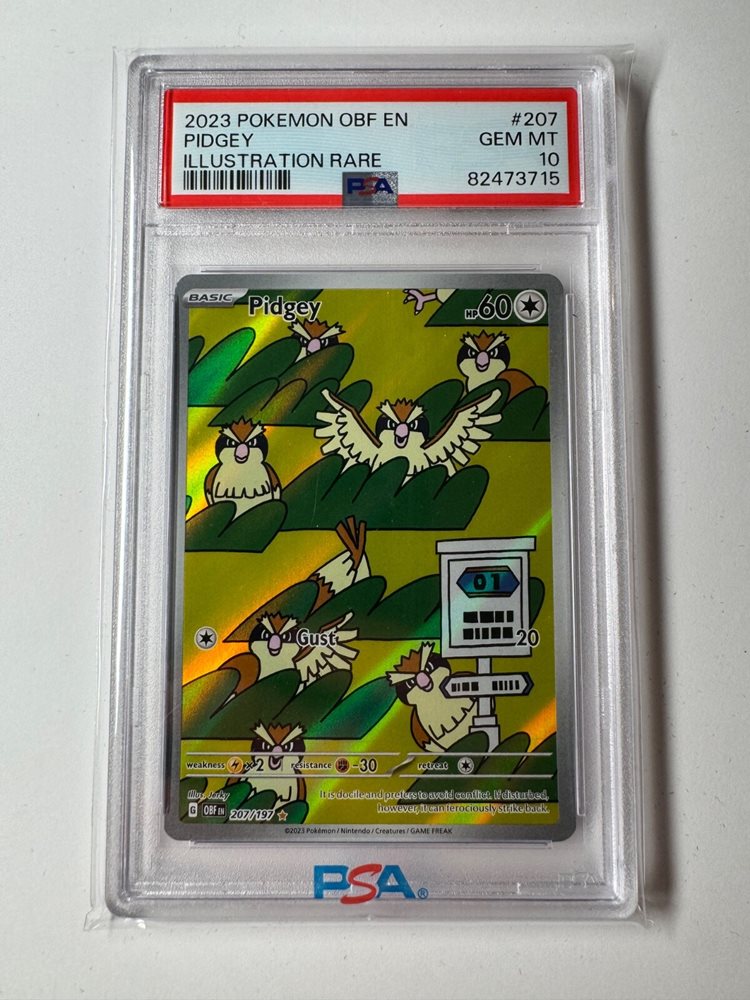 2023 POKEMON OBF EN #207
PIDGEY GEM MT
ILLUSTRATION RARE 10
PSA 82473715
BASIC Pidgey HP60
01
Gust 20
weakness ×2 resistance -30 retreat
Illus. Jerky It is docile and prefers to avoid conflict. If disturbed,
however, it can ferociously strike back.
G OBF EN 207/197
©2023 Pokémon / Nintendo / Creatures / GAME FREAK
PSA®